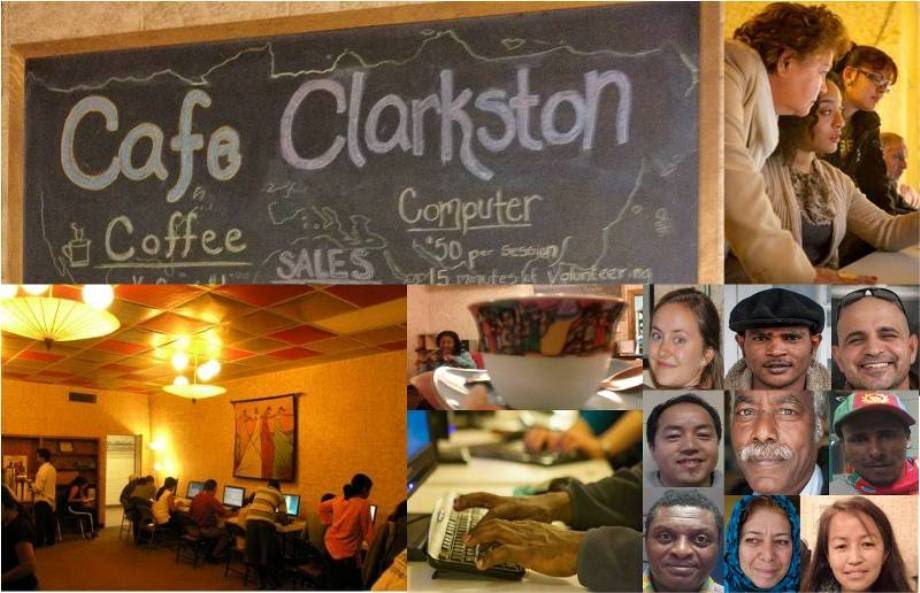 Cafe Clarkston
Coffee
Computer
SALES
50 per Session/
15 minutes of Volunteering